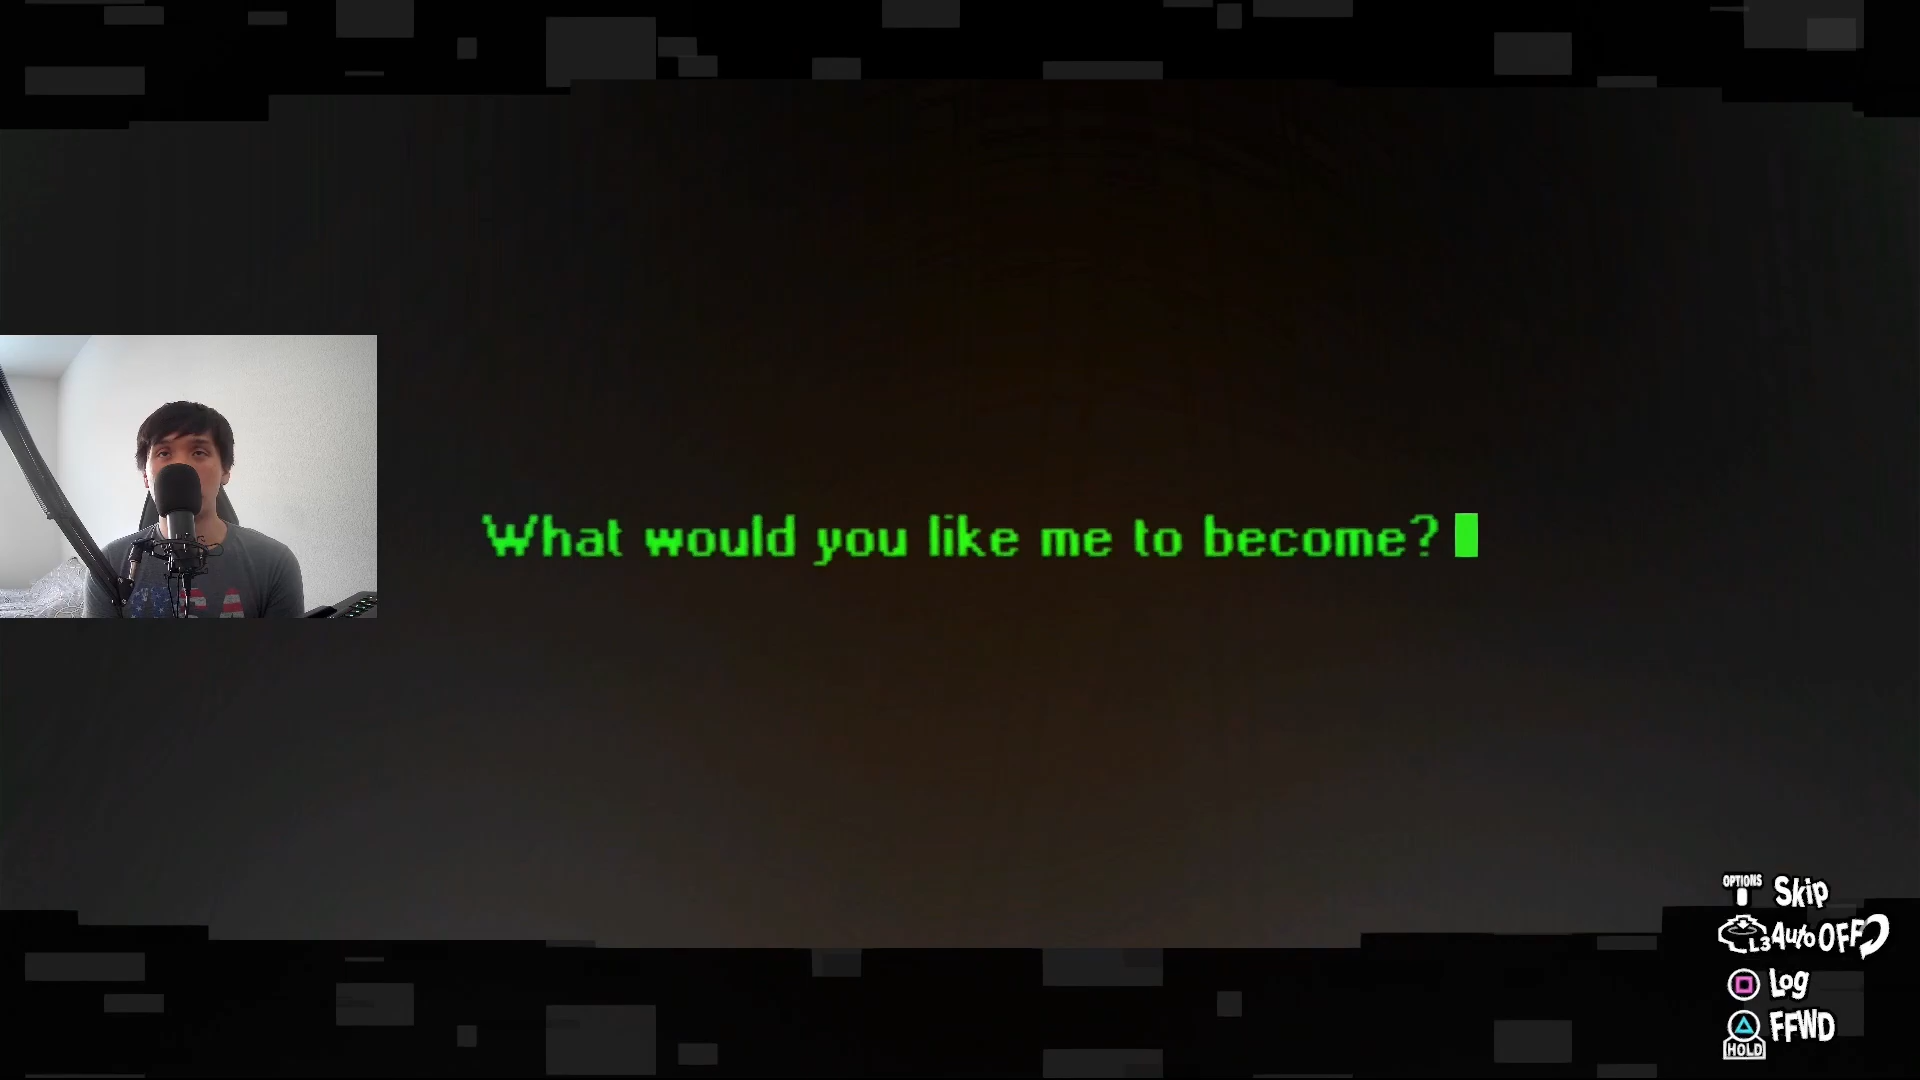 What would you like me to become?
OPTIONS Skip
L3 Auto OFF
Log
FFWD
HOLD